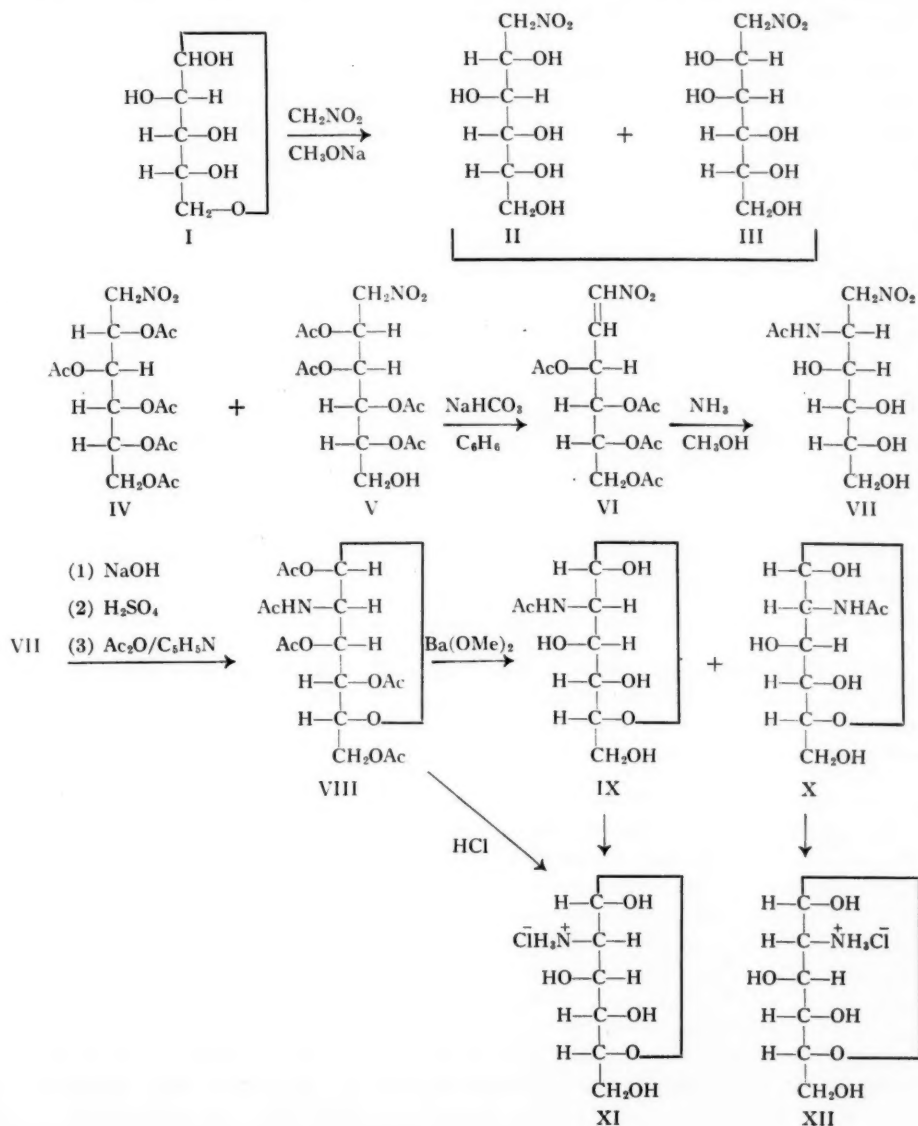 CHOH
HO—C—H
H—C—OH
H—C—OH
CH₂—O
I
CH₂NO₂
CH₃ONa
CH₂NO₂
H—C—OH
HO—C—H
H—C—OH
H—C—OH
CH₂OH
II
+
CH₂NO₂
HO—C—H
HO—C—H
H—C—OH
H—C—OH
CH₂OH
III
CH₂NO₂
H—C—OAc
AcO—C—H
H—C—OAc
H—C—OAc
CH₂OAc
IV
+
CH₂NO₂
AcO—C—H
AcO—C—H
H—C—OAc
H—C—OAc
CH₂OH
V
NaHCO₃
C₆H₆
CHNO₂
CH
AcO—C—H
H—C—OAc
H—C—OAc
CH₂OAc
VI
NH₃
CH₃OH
CH₂NO₂
AcHN—C—H
HO—C—H
H—C—OH
H—C—OH
CH₂OH
VII
VII
(1) NaOH
(2) H₂SO₄
(3) Ac₂O/C₅H₅N
AcO—C—H
AcHN—C—H
AcO—C—H
H—C—OAc
H—C—O
CH₂OAc
VIII
Ba(OMe)₂
H—C—OH
AcHN—C—H
HO—C—H
H—C—OH
H—C—O
CH₂OH
IX
+
H—C—OH
H—C—NHAc
HO—C—H
H—C—OH
H—C—O
CH₂OH
X
HCl
H—C—OH
C̄lH₃N⁺—C—H
HO—C—H
H—C—OH
H—C—O
CH₂OH
XI
H—C—OH
H—C—N⁺H₃Cl̄
HO—C—H
H—C—OH
H—C—O
CH₂OH
XII